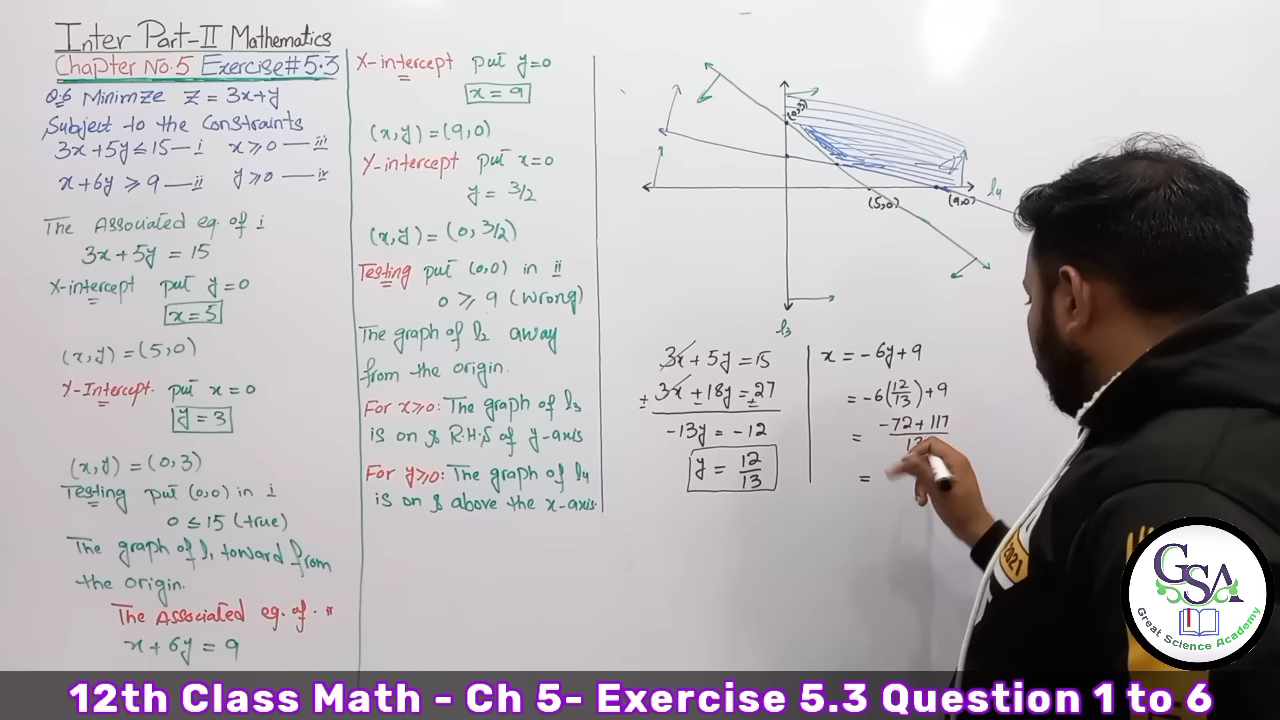 Inter Part-II Mathematics
Chapter No.5 Exercise#5.3
Q.6 Minimze Z = 3x+y
Subject to the Constraints
3x+5y ≤ 15 — i x ≥ 0 — iii
x+6y ≥ 9 — ii y ≥ 0 — iv
The Associated eq. of i
3x+5y = 15
X-intercept put y=0
x = 5
(x,y) = (5,0)
Y-Intercept put x=0
y = 3
(x,y) = (0,3)
Testing put (0,0) in i
0 ≤ 15 (true)
The graph of l₁ toward from
the origin.
The Associated eq. of ii
x+6y = 9
X-intercept put y=0
x = 9
(x,y) = (9,0)
Y-intercept put x=0
y = 3/2
(x,y) = (0, 3/2)
Testing put (0,0) in ii
0 ≥ 9 (wrong)
The graph of l₂ away
from the origin.
For x≥0: The graph of l₃
is on & R.H.S of y-axis
For y≥0: The graph of l₄
is on & above the x-axis.
(0,3)
(5,0)
(9,0)
l₄
l₃
3x+5y = 15
± 3x ± 18y = ± 27
-13y = -12
y = 12/13
x = -6y+9
= -6(12/13)+9
= -72+117
13
=
2021
GSA
Great Science Academy
12th Class Math - Ch 5- Exercise 5.3 Question 1 to 6